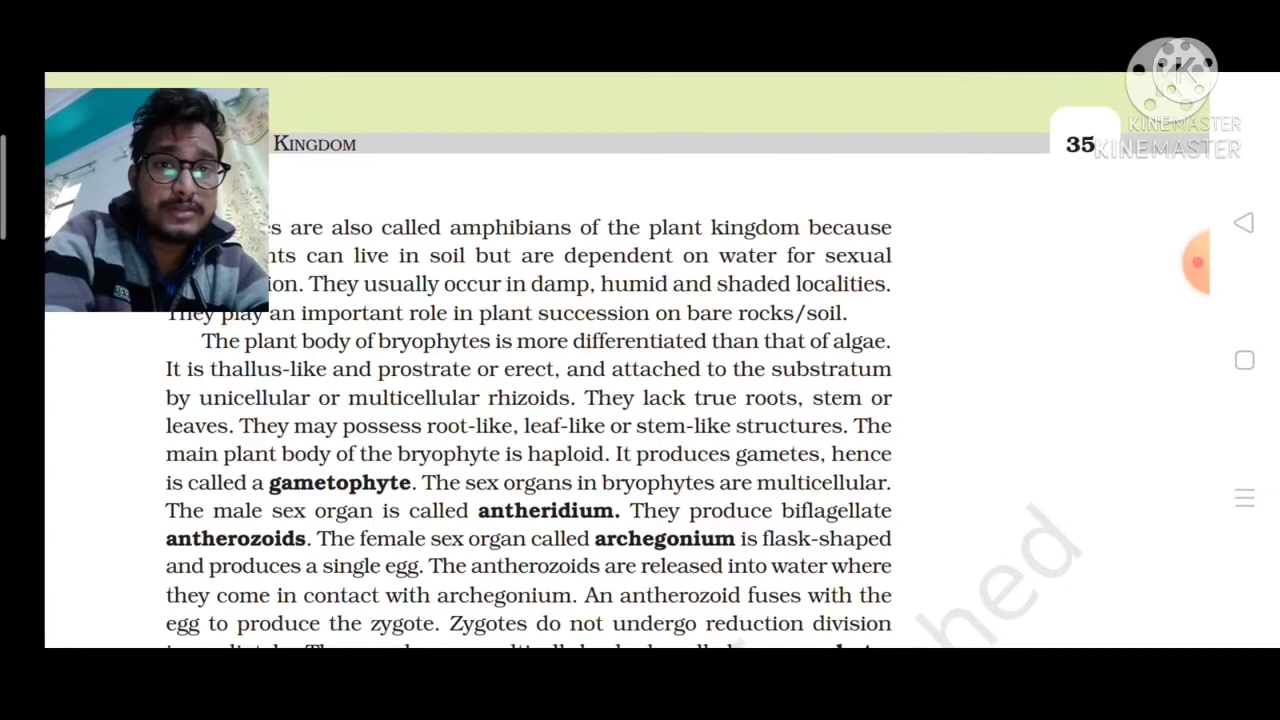 KINEMASTER
KINEMASTER
KINGDOM
35
are also called amphibians of the plant kingdom because
can live in soil but are dependent on water for sexual
They usually occur in damp, humid and shaded localities.
They play an important role in plant succession on bare rocks/soil.
The plant body of bryophytes is more differentiated than that of algae.
It is thallus-like and prostrate or erect, and attached to the substratum
by unicellular or multicellular rhizoids. They lack true roots, stem or
leaves. They may possess root-like, leaf-like or stem-like structures. The
main plant body of the bryophyte is haploid. It produces gametes, hence
is called a gametophyte. The sex organs in bryophytes are multicellular.
The male sex organ is called antheridium. They produce biflagellate
antherozoids. The female sex organ called archegonium is flask-shaped
and produces a single egg. The antherozoids are released into water where
they come in contact with archegonium. An antherozoid fuses with the
egg to produce the zygote. Zygotes do not undergo reduction division